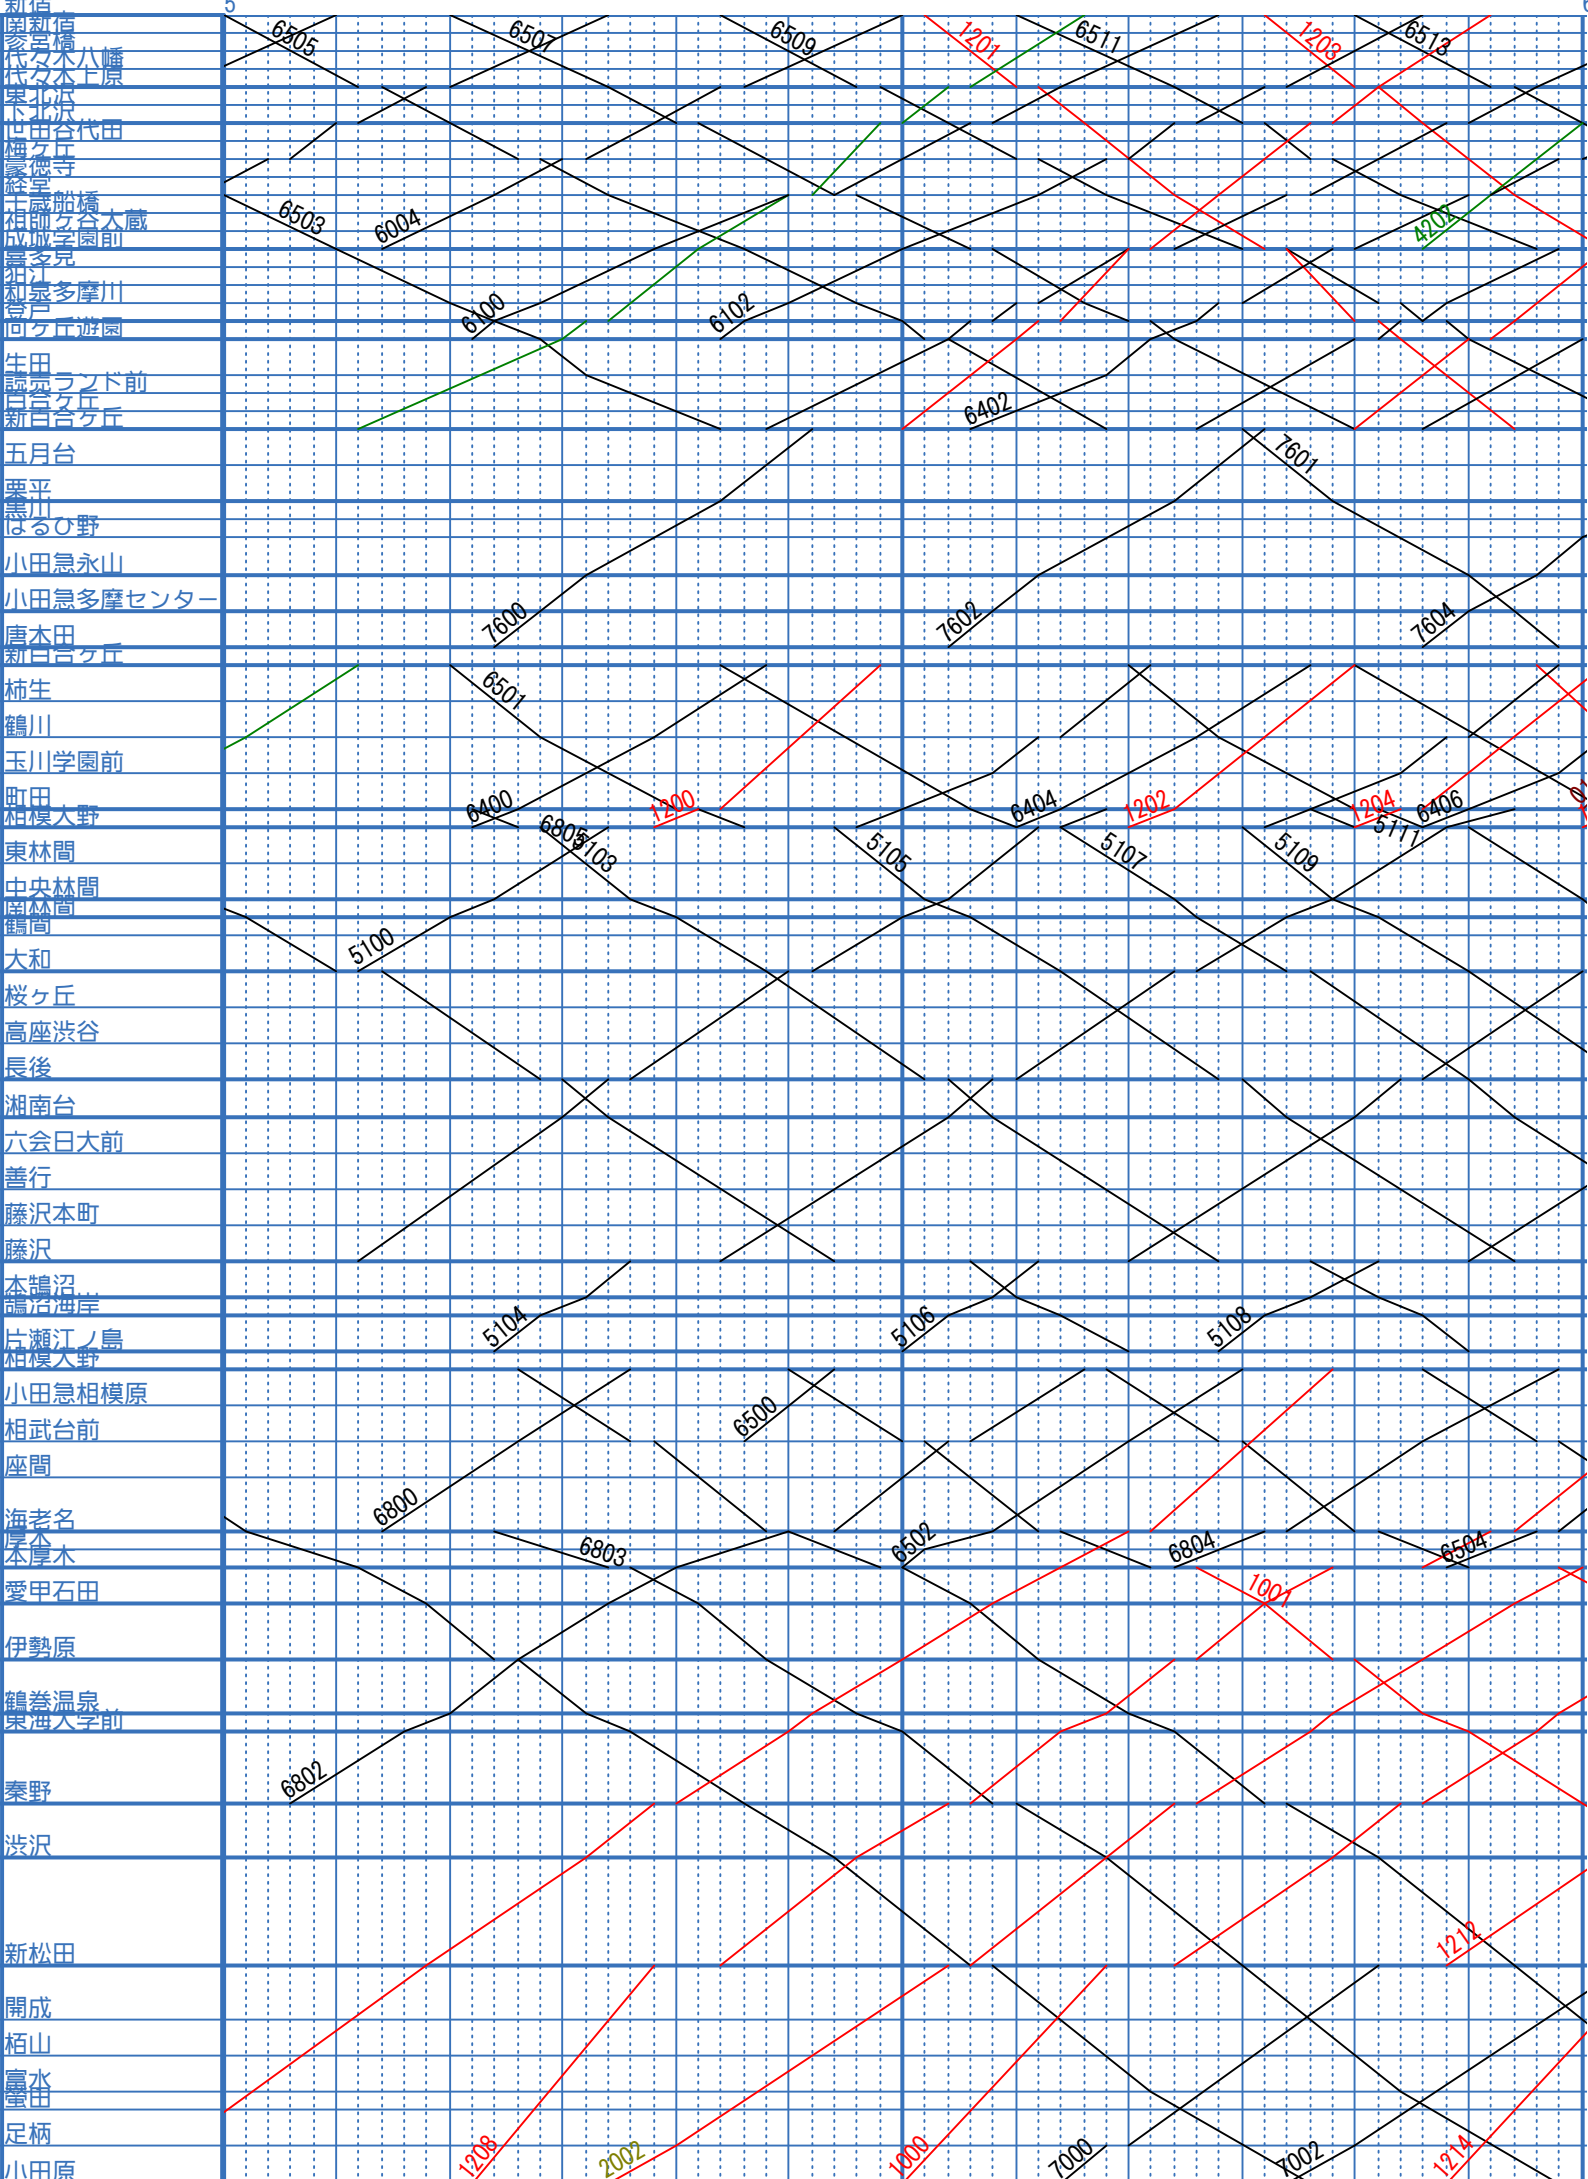 新宿 5 6
南新宿 6505 6507 6509 1201 6511 1203 6513
参宮橋
代々木八幡
代々木上原
東北沢
下北沢
世田谷代田
梅ヶ丘
豪徳寺
経堂
千歳船橋
祖師ヶ谷大蔵 6503 6004 4202
成城学園前
喜多見
狛江
和泉多摩川
登戸 6100 6102
向ヶ丘遊園
生田
読売ランド前
百合ヶ丘
新百合ヶ丘 6402
五月台 7601
栗平
黒川
はるひ野
小田急永山
小田急多摩センター
唐木田 7600 7602 7604
新百合ヶ丘
柿生 6501
鶴川
玉川学園前
町田
相模大野 6400 1200 6404 1202 1204 6406
東林間 6805 5103 5105 5107 5109 5111
中央林間
南林間
鶴間
大和 5100
桜ヶ丘
高座渋谷
長後
湘南台
六会日大前
善行
藤沢本町
藤沢
本鵠沼
鵠沼海岸
片瀬江ノ島 5104 5106 5108
相模大野
小田急相模原
相武台前 6500
座間
海老名 6800
厚木
本厚木 6803 6502 6804 6504
愛甲石田 1001
伊勢原
鶴巻温泉
東海大学前
秦野 6802
渋沢
新松田 1212
開成
栢山
富水
螢田
足柄
小田原 1208 2002 1000 7000 7002 1214